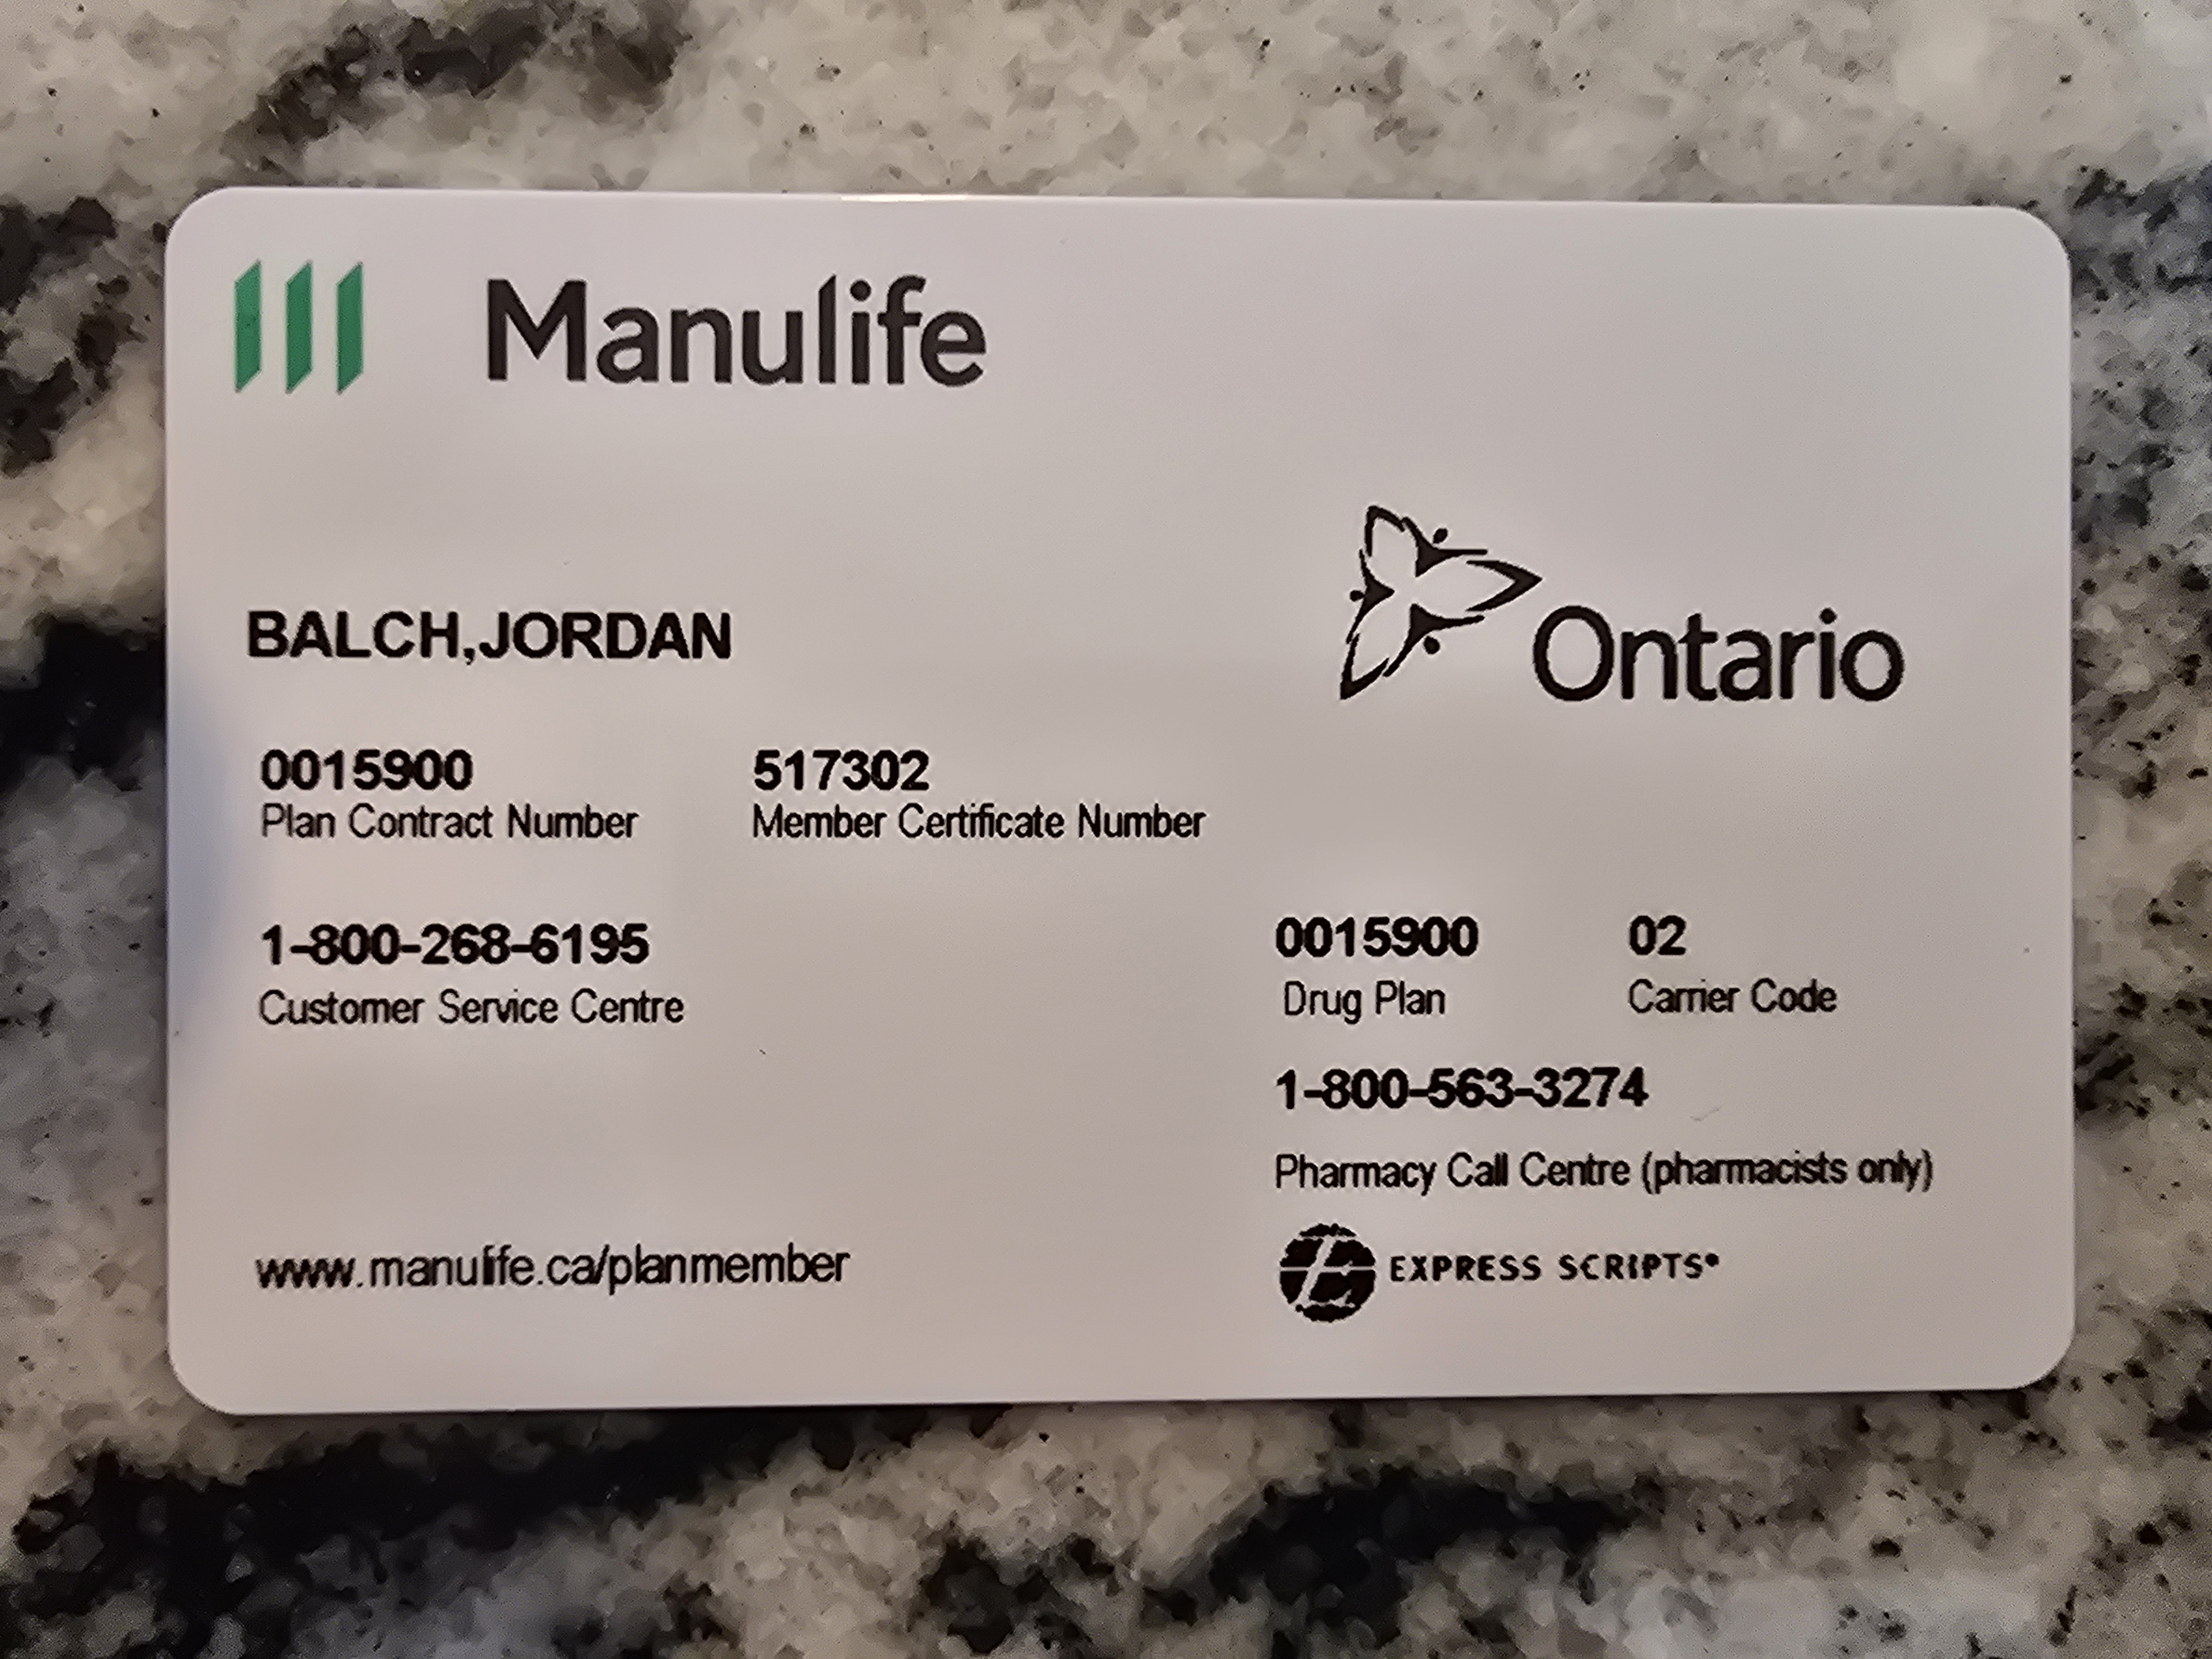 Manulife
BALCH,JORDAN
Ontario
0015900 517302
Plan Contract Number Member Certificate Number
1-800-268-6195
Customer Service Centre
0015900 02
Drug Plan Carrier Code
1-800-563-3274
Pharmacy Call Centre (pharmacists only)
www.manulife.ca/planmember
EXPRESS SCRIPTS®